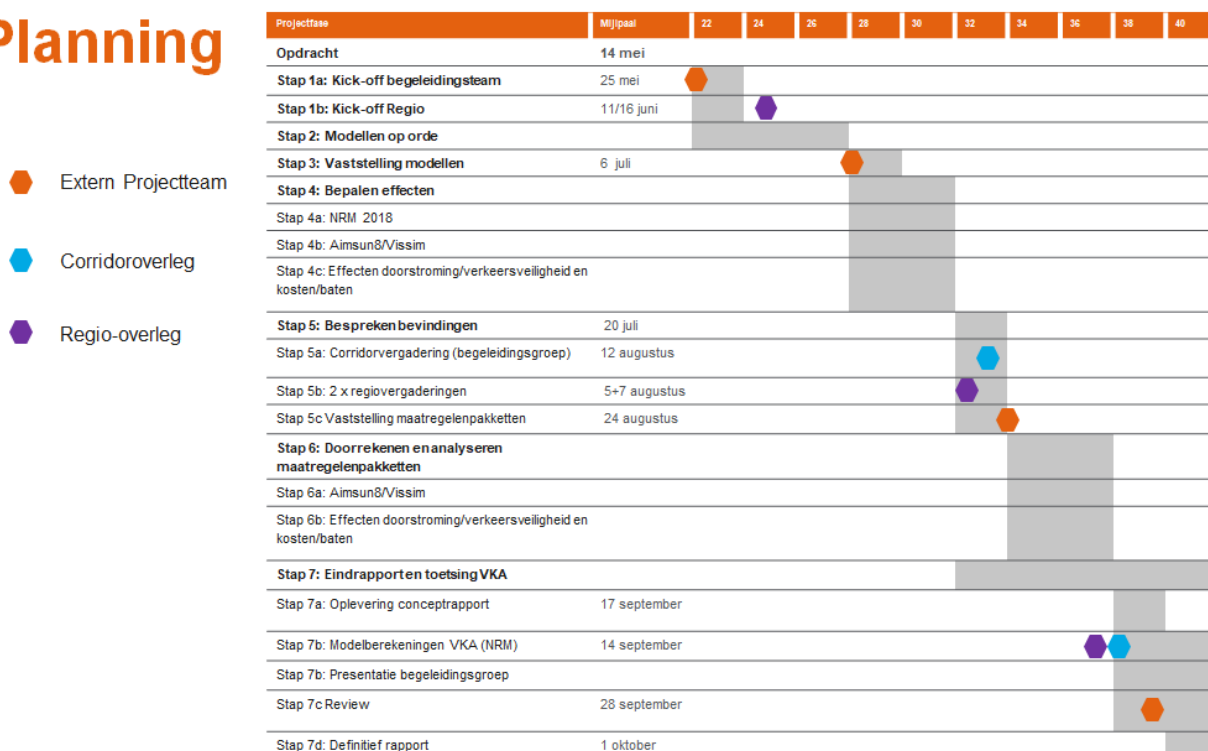 Planning
Extern Projectteam
Corridoroverleg
Regio-overleg
Projectfase Mijlpaal 22 24 26 28 30 32 34 36 38 40
Opdracht 14 mei
Stap 1a: Kick-off begeleidingsteam 25 mei
Stap 1b: Kick-off Regio 11/16 juni
Stap 2: Modellen op orde
Stap 3: Vaststelling modellen 6 juli
Stap 4: Bepalen effecten
Stap 4a: NRM 2018
Stap 4b: Aimsun8/Vissim
Stap 4c: Effecten doorstroming/verkeersveiligheid en
kosten/baten
Stap 5: Bespreken bevindingen 20 juli
Stap 5a: Corridorvergadering (begeleidingsgroep) 12 augustus
Stap 5b: 2 x regiovergaderingen 5+7 augustus
Stap 5c Vaststelling maatregelenpakketten 24 augustus
Stap 6: Doorrekenen en analyseren
maatregelenpakketten
Stap 6a: Aimsun8/Vissim
Stap 6b: Effecten doorstroming/verkeersveiligheid en
kosten/baten
Stap 7: Eindrapport en toetsing VKA
Stap 7a: Oplevering conceptrapport 17 september
Stap 7b: Modelberekeningen VKA (NRM) 14 september
Stap 7b: Presentatie begeleidingsgroep
Stap 7c Review 28 september
Stap 7d: Definitief rapport 1 oktober